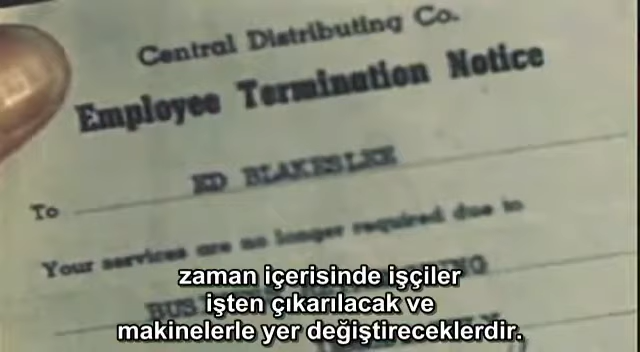 Central Distributing Co.
Employee Termination Notice
To ED BLAKESLEE
Your services are no longer required due to
BUS
zaman içerisinde işçiler
işten çıkarılacak ve
makinelerle yer değiştireceklerdir.